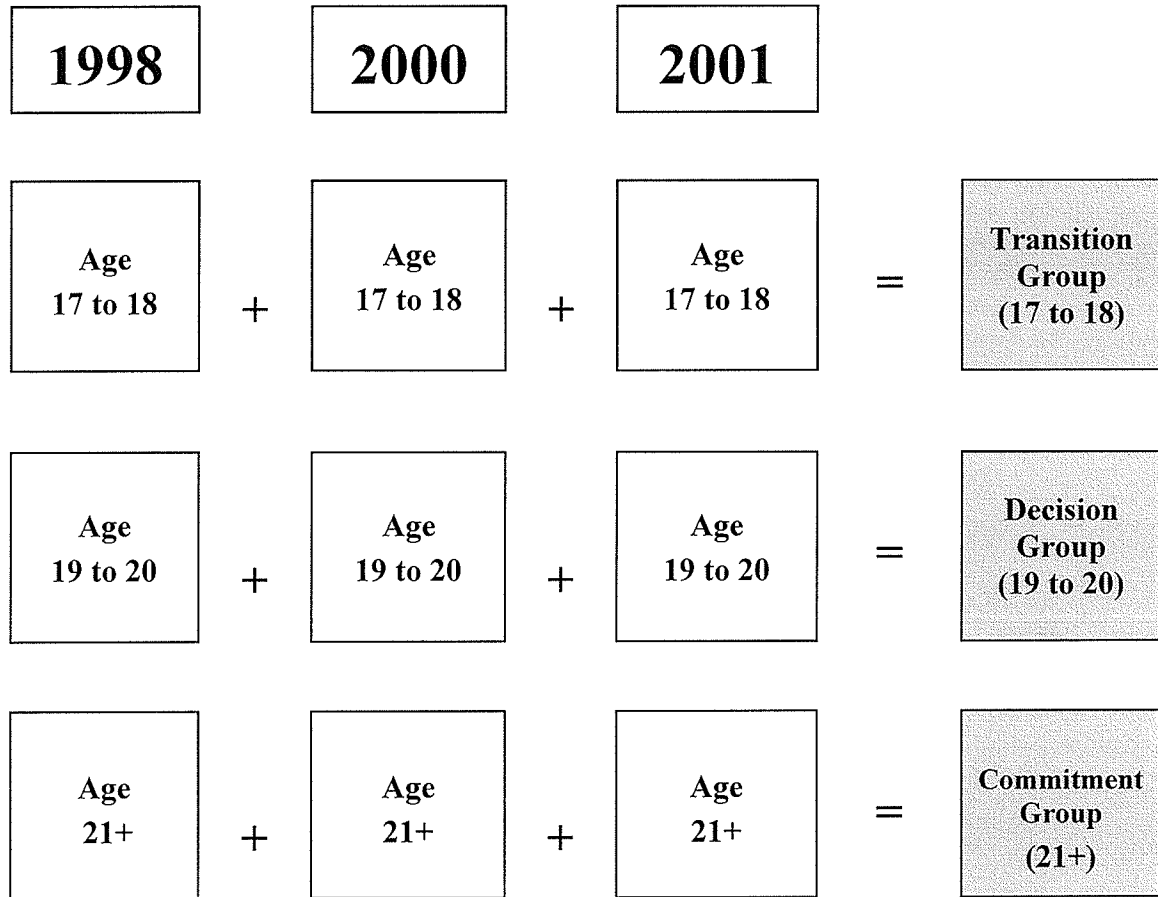 1998 2000 2001
Age Age Age Transition
17 to 18 + 17 to 18 + 17 to 18 = Group
(17 to 18)
Age Age Age Decision
19 to 20 + 19 to 20 + 19 to 20 = Group
(19 to 20)
Age Age Age Commitment
21+ + 21+ + 21+ = Group
(21+)